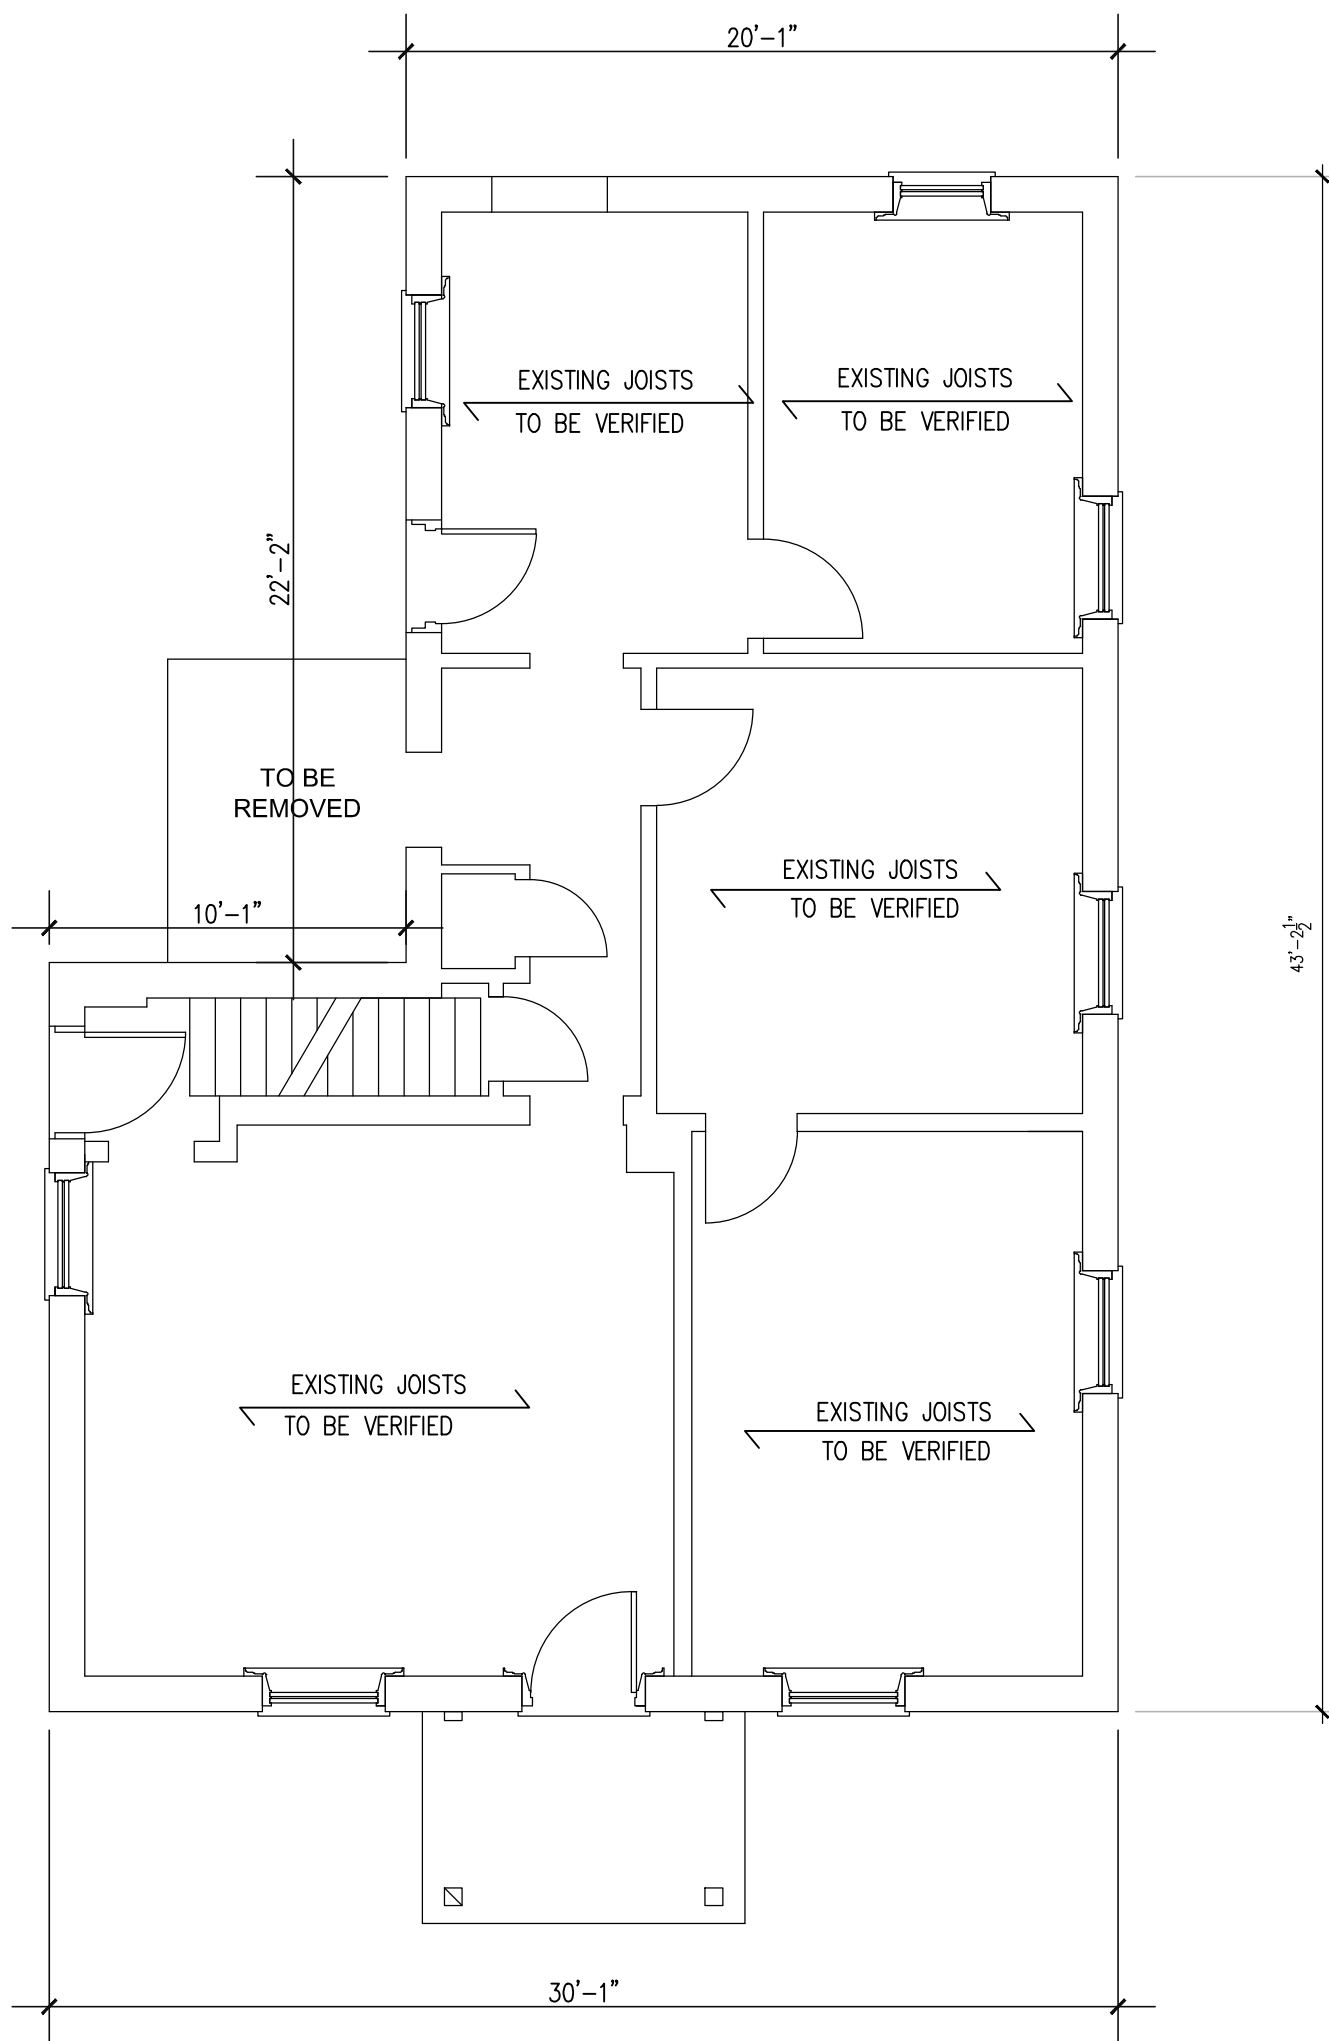 20'-1"
EXISTING JOISTS
TO BE VERIFIED
EXISTING JOISTS
TO BE VERIFIED
22'-2"
TO BE
REMOVED
EXISTING JOISTS
TO BE VERIFIED
10'-1"
43'-2½"
EXISTING JOISTS
TO BE VERIFIED
EXISTING JOISTS
TO BE VERIFIED
30'-1"